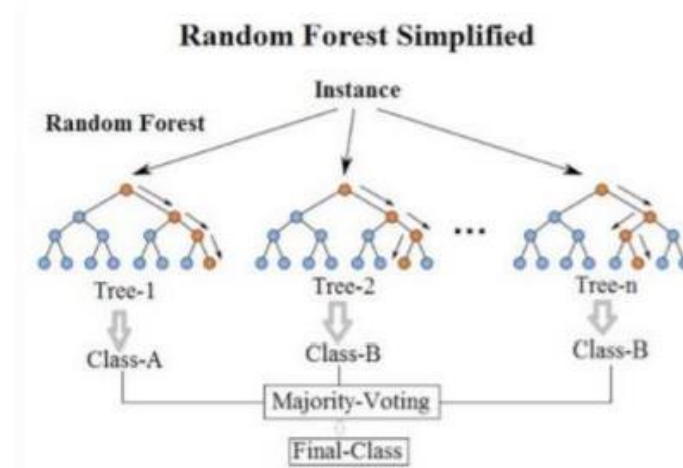 Random Forest Simplified
Instance
Random Forest
...
Tree-1 Tree-2 Tree-n
Class-A Class-B Class-B
Majority-Voting
Final-Class